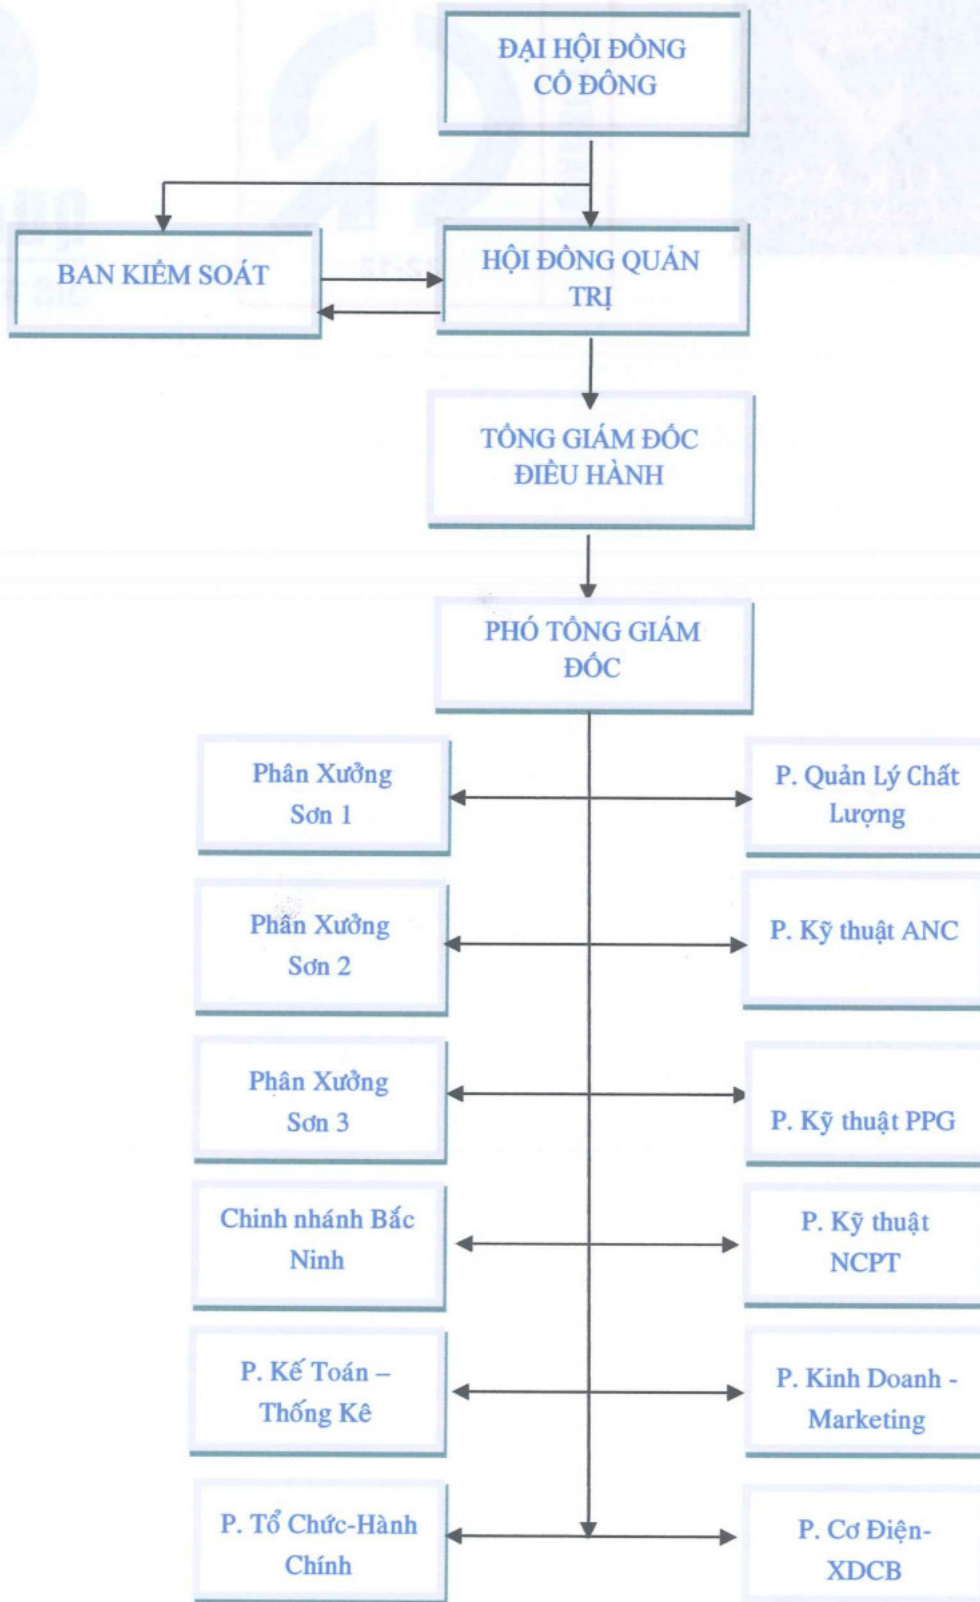 ĐẠI HỘI ĐỒNG
CỔ ĐÔNG
BAN KIỂM SOÁT
HỘI ĐỒNG QUẢN
TRỊ
TỔNG GIÁM ĐỐC
ĐIỀU HÀNH
PHÓ TỔNG GIÁM
ĐỐC
Phân Xưởng
Sơn 1
P. Quản Lý Chất
Lượng
Phân Xưởng
Sơn 2
P. Kỹ thuật ANC
Phân Xưởng
Sơn 3
P. Kỹ thuật PPG
Chinh nhánh Bắc
Ninh
P. Kỹ thuật
NCPT
P. Kế Toán –
Thống Kê
P. Kinh Doanh -
Marketing
P. Tổ Chức-Hành
Chính
P. Cơ Điện-
XDCB